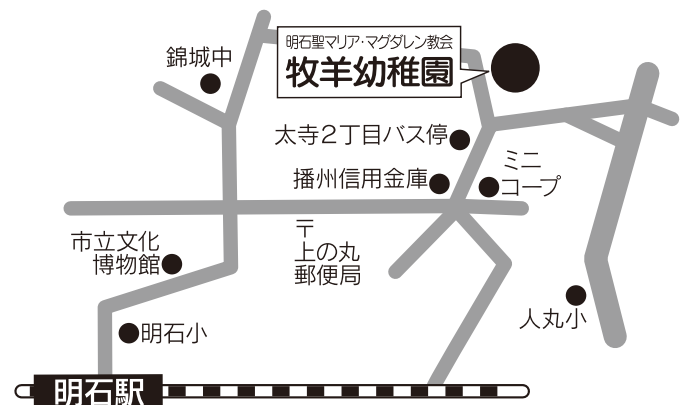 明石聖マリア・マグダレン教会
牧羊幼稚園
錦城中
太寺2丁目バス停
播州信用金庫
ミニ
コープ
〒
上の丸
郵便局
市立文化
博物館
人丸小
明石小
明石駅